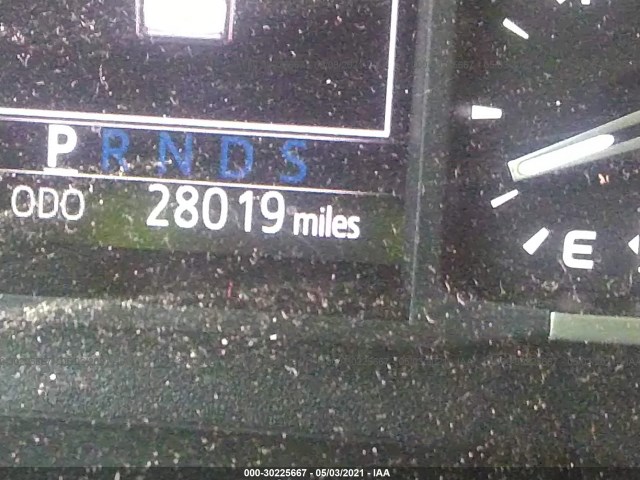 P R N D S
ODO 28019 miles
E
000-30225667 - 05/03/2021 - IAA